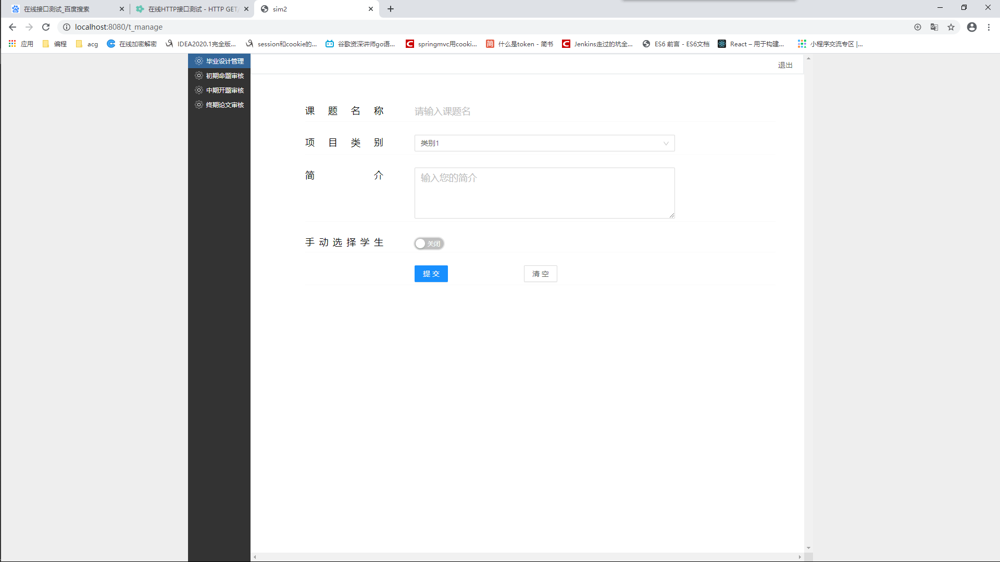 在线接口测试_百度搜索
在线HTTP接口测试 - HTTP GET/
sim2
localhost:8080/t_manage
应用
编程
acg
在线加密解密
IDEA2020.1完全版...
session和cookie的...
谷歌资深讲师go语...
springmvc用cooki...
什么是token - 简书
Jenkins走过的坑全...
ES6 前言 - ES6文档
React – 用于构建...
小程序交流专区 |...
毕业设计管理
初期命题审核
中期开题审核
终期论文审核
退出
课题名称
请输入课题名
项目类别
类别1
简介
输入您的简介
手动选择学生
关闭
提 交
清 空